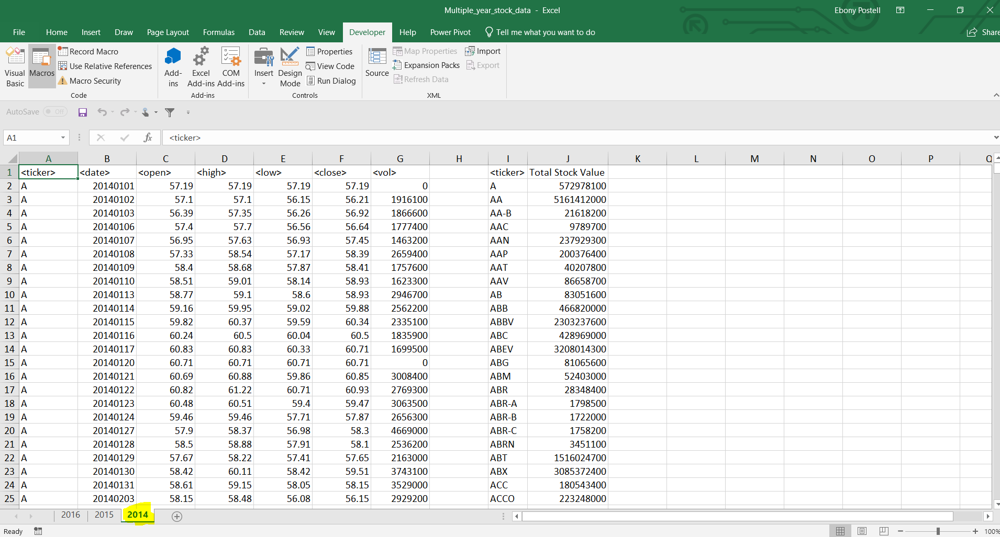 Multiple_year_stock_data - Excel Ebony Postell
File Home Insert Draw Page Layout Formulas Data Review View Developer Help Power Pivot Tell me what you want to do Share
Visual Basic Macros Record Macro Use Relative References Macro Security
Add-ins Excel Add-ins COM Add-ins
Insert Design Mode Properties View Code Run Dialog
Source Map Properties Expansion Packs Refresh Data Import Export
Code Add-ins Controls XML
AutoSave Off
A1 fx <ticker>
A B C D E F G H I J K L M N O P Q
1 <ticker> <date> <open> <high> <low> <close> <vol> <ticker> Total Stock Value
2 A 20140101 57.19 57.19 57.19 57.19 0 A 572978100
3 A 20140102 57.1 57.1 56.15 56.21 1916100 AA 5161412000
4 A 20140103 56.39 57.35 56.26 56.92 1866600 AA-B 21618200
5 A 20140106 57.4 57.7 56.56 56.64 1777400 AAC 9789700
6 A 20140107 56.95 57.63 56.93 57.45 1463200 AAN 237929300
7 A 20140108 57.33 58.54 57.17 58.39 2659400 AAP 200376400
8 A 20140109 58.4 58.68 57.87 58.41 1757600 AAT 40207800
9 A 20140110 58.51 59.01 58.14 58.93 1623300 AAV 86658700
10 A 20140113 58.77 59.1 58.6 58.93 2946700 AB 83051600
11 A 20140114 59.16 59.95 59.02 59.88 2562200 ABB 466820000
12 A 20140115 59.82 60.37 59.59 60.34 2335100 ABBV 2303237600
13 A 20140116 60.24 60.5 60.04 60.5 1835900 ABC 428969000
14 A 20140117 60.83 60.83 60.33 60.71 1699500 ABEV 3208014300
15 A 20140120 60.71 60.71 60.71 60.71 0 ABG 81065600
16 A 20140121 60.69 60.88 59.86 60.85 3008400 ABM 52403000
17 A 20140122 60.82 61.22 60.71 60.93 2769300 ABR 28348400
18 A 20140123 60.48 60.51 59.4 59.47 3063500 ABR-A 1798500
19 A 20140124 59.46 59.46 57.71 57.87 2656300 ABR-B 1722000
20 A 20140127 57.9 58.37 56.98 58.3 4669000 ABR-C 1758200
21 A 20140128 58.5 58.88 57.91 58.1 2536200 ABRN 3451100
22 A 20140129 57.67 58.22 57.41 57.65 2163000 ABT 1516024700
23 A 20140130 58.42 60.11 58.42 59.51 3743100 ABX 3085372400
24 A 20140131 58.61 59.15 58.05 58.15 3529000 ACC 180543400
25 A 20140203 58.15 58.48 56.08 56.15 2929200 ACCO 223248000
2016 2015 2014
Ready 100%